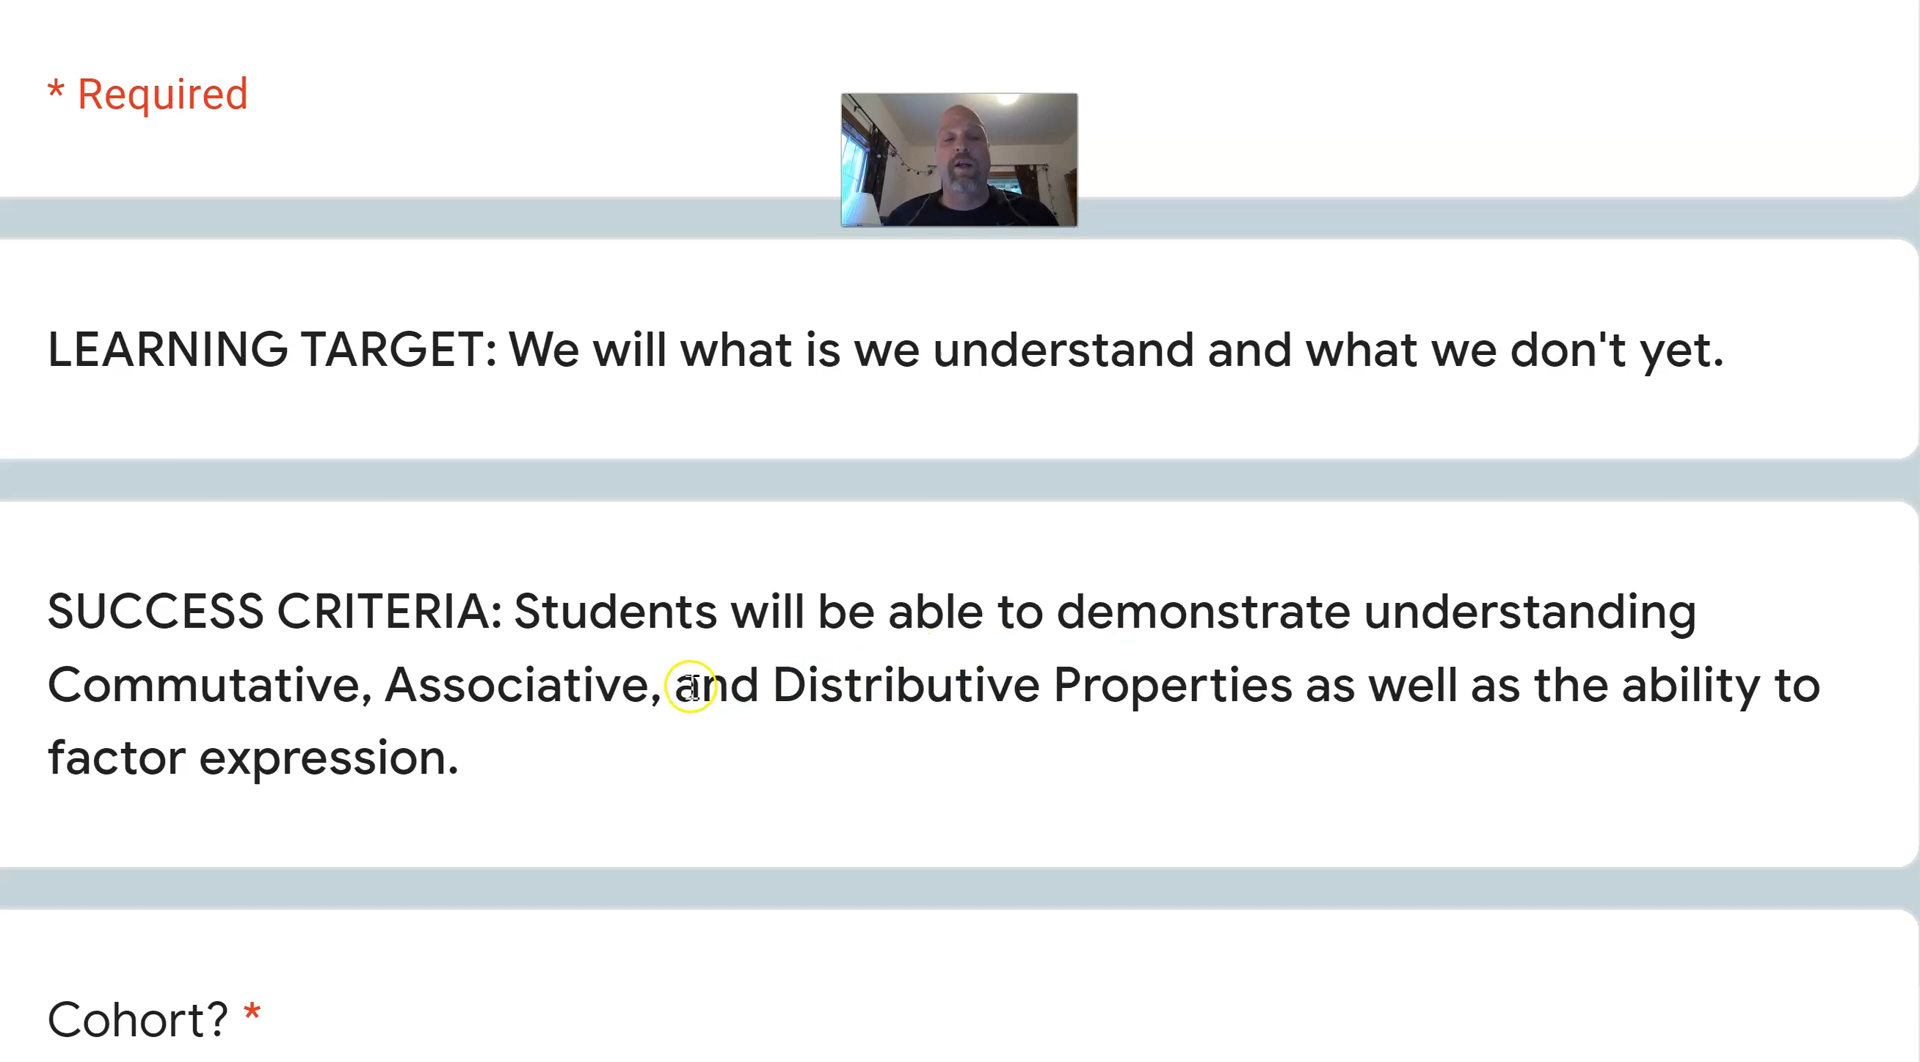 * Required
LEARNING TARGET: We will what is we understand and what we don't yet.
SUCCESS CRITERIA: Students will be able to demonstrate understanding
Commutative, Associative, and Distributive Properties as well as the ability to
factor expression.
Cohort? *